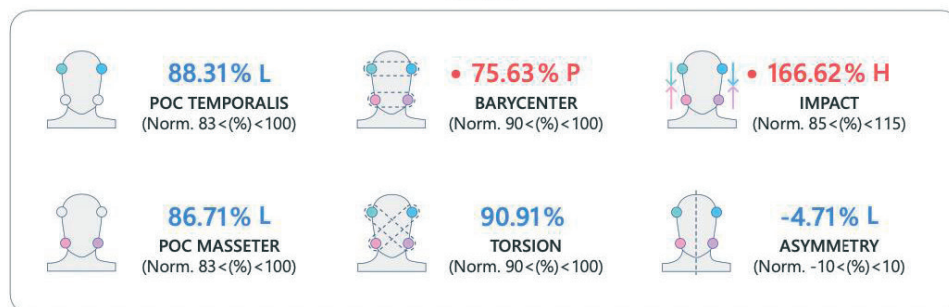 88.31% L
POC TEMPORALIS
(Norm. 83<(%)<100)
• 75.63% P
BARYCENTER
(Norm. 90<(%)<100)
• 166.62% H
IMPACT
(Norm. 85<(%)<115)
86.71% L
POC MASSETER
(Norm. 83<(%)<100)
90.91%
TORSION
(Norm. 90<(%)<100)
-4.71% L
ASYMMETRY
(Norm. -10<(%)<10)